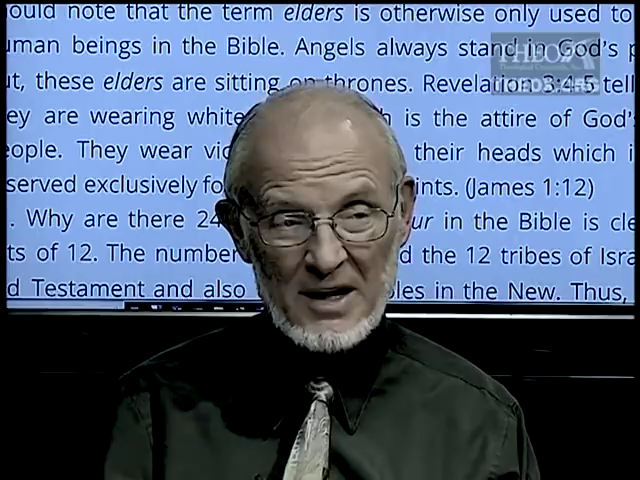 ould note that the term elders is otherwise only used to
uman beings in the Bible. Angels always stand in God's p
ut, these elders are sitting on thrones. Revelation 3:4-5 tell
ey are wearing white h is the attire of God'
eople. They wear vic their heads which i
served exclusively fo ints. (James 1:12)
. Why are there 24 ur in the Bible is cle
ts of 12. The number d the 12 tribes of Isra
d Testament and also les in the New. Thus,